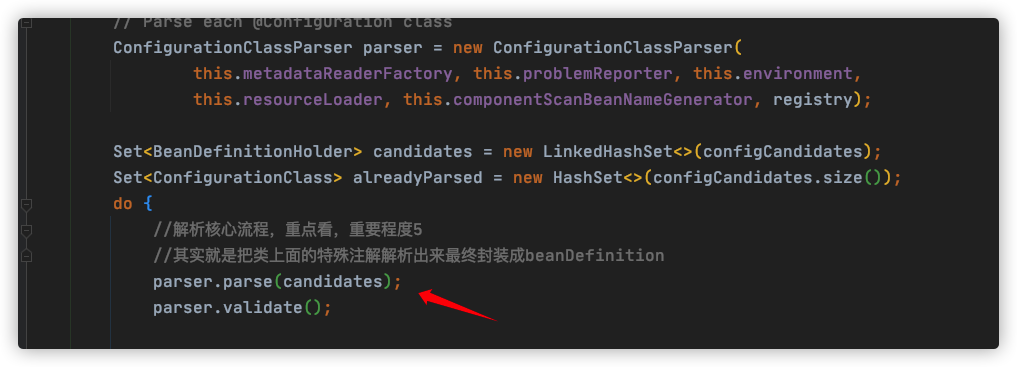 // Parse each @Configuration class
ConfigurationClassParser parser = new ConfigurationClassParser(
this.metadataReaderFactory, this.problemReporter, this.environment,
this.resourceLoader, this.componentScanBeanNameGenerator, registry);
Set<BeanDefinitionHolder> candidates = new LinkedHashSet<>(configCandidates);
Set<ConfigurationClass> alreadyParsed = new HashSet<>(configCandidates.size());
do {
//解析核心流程，重点看，重要程度5
//其实就是把类上面的特殊注解解析出来最终封装成beanDefinition
parser.parse(candidates);
parser.validate();